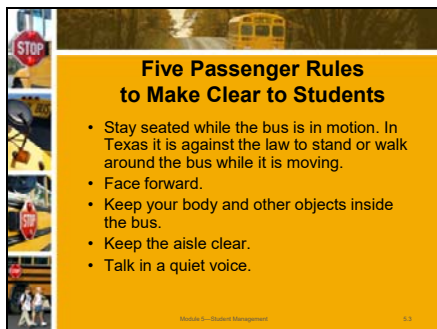 STOP
BUS
STOP
Five Passenger Rules
to Make Clear to Students
• Stay seated while the bus is in motion. In
Texas it is against the law to stand or walk
around the bus while it is moving.
• Face forward.
• Keep your body and other objects inside
the bus.
• Keep the aisle clear.
• Talk in a quiet voice.
Module 5—Student Management
5.3